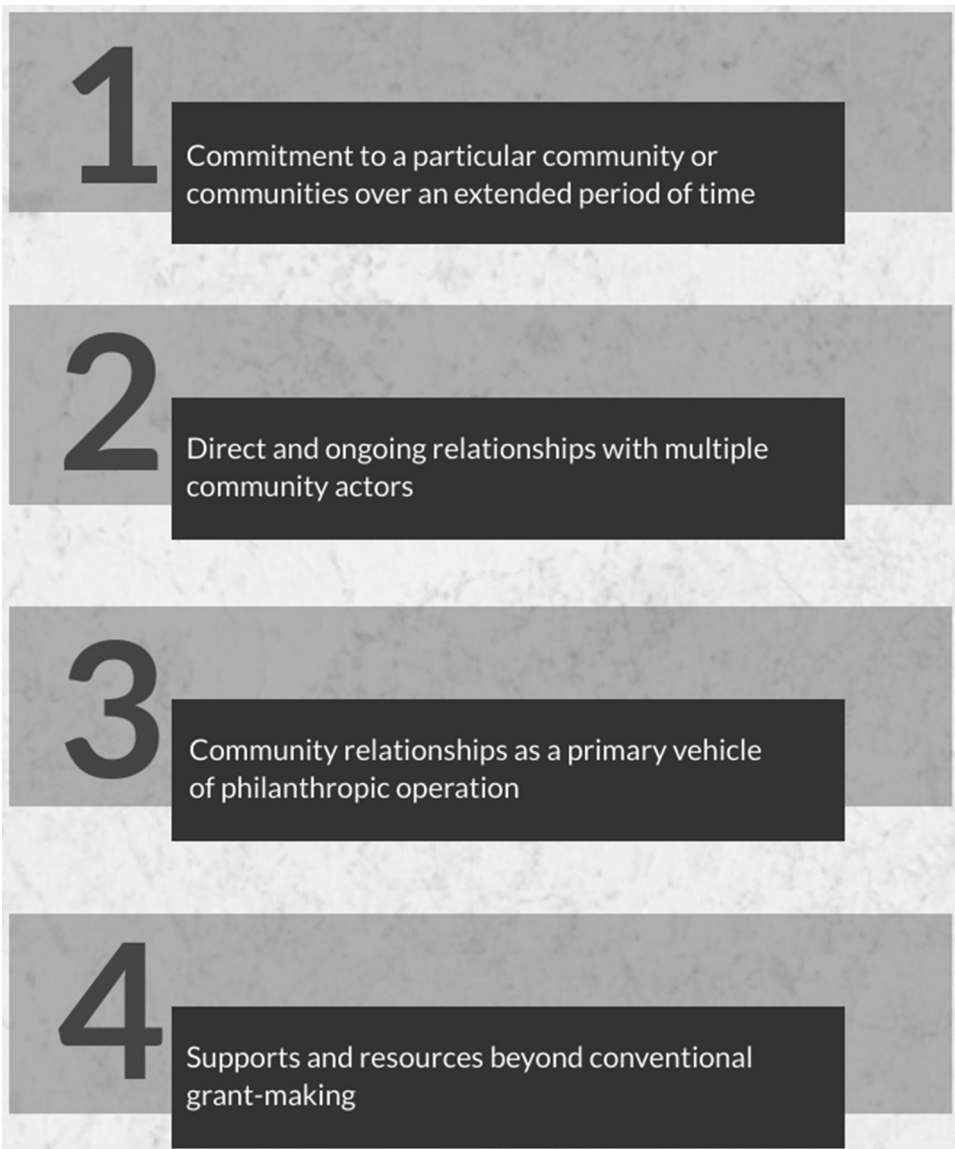 1
Commitment to a particular community or
communities over an extended period of time
2
Direct and ongoing relationships with multiple
community actors
3
Community relationships as a primary vehicle
of philanthropic operation
4
Supports and resources beyond conventional
grant-making